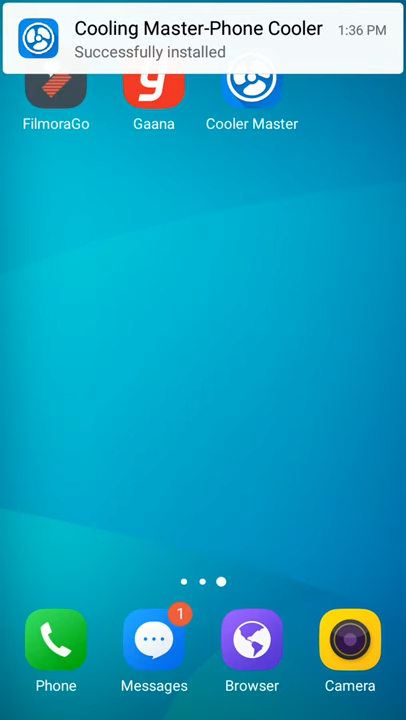 Cooling Master-Phone Cooler
1:36 PM
Successfully installed
FilmoraGo
Gaana
Cooler Master
1
Phone
Messages
Browser
Camera